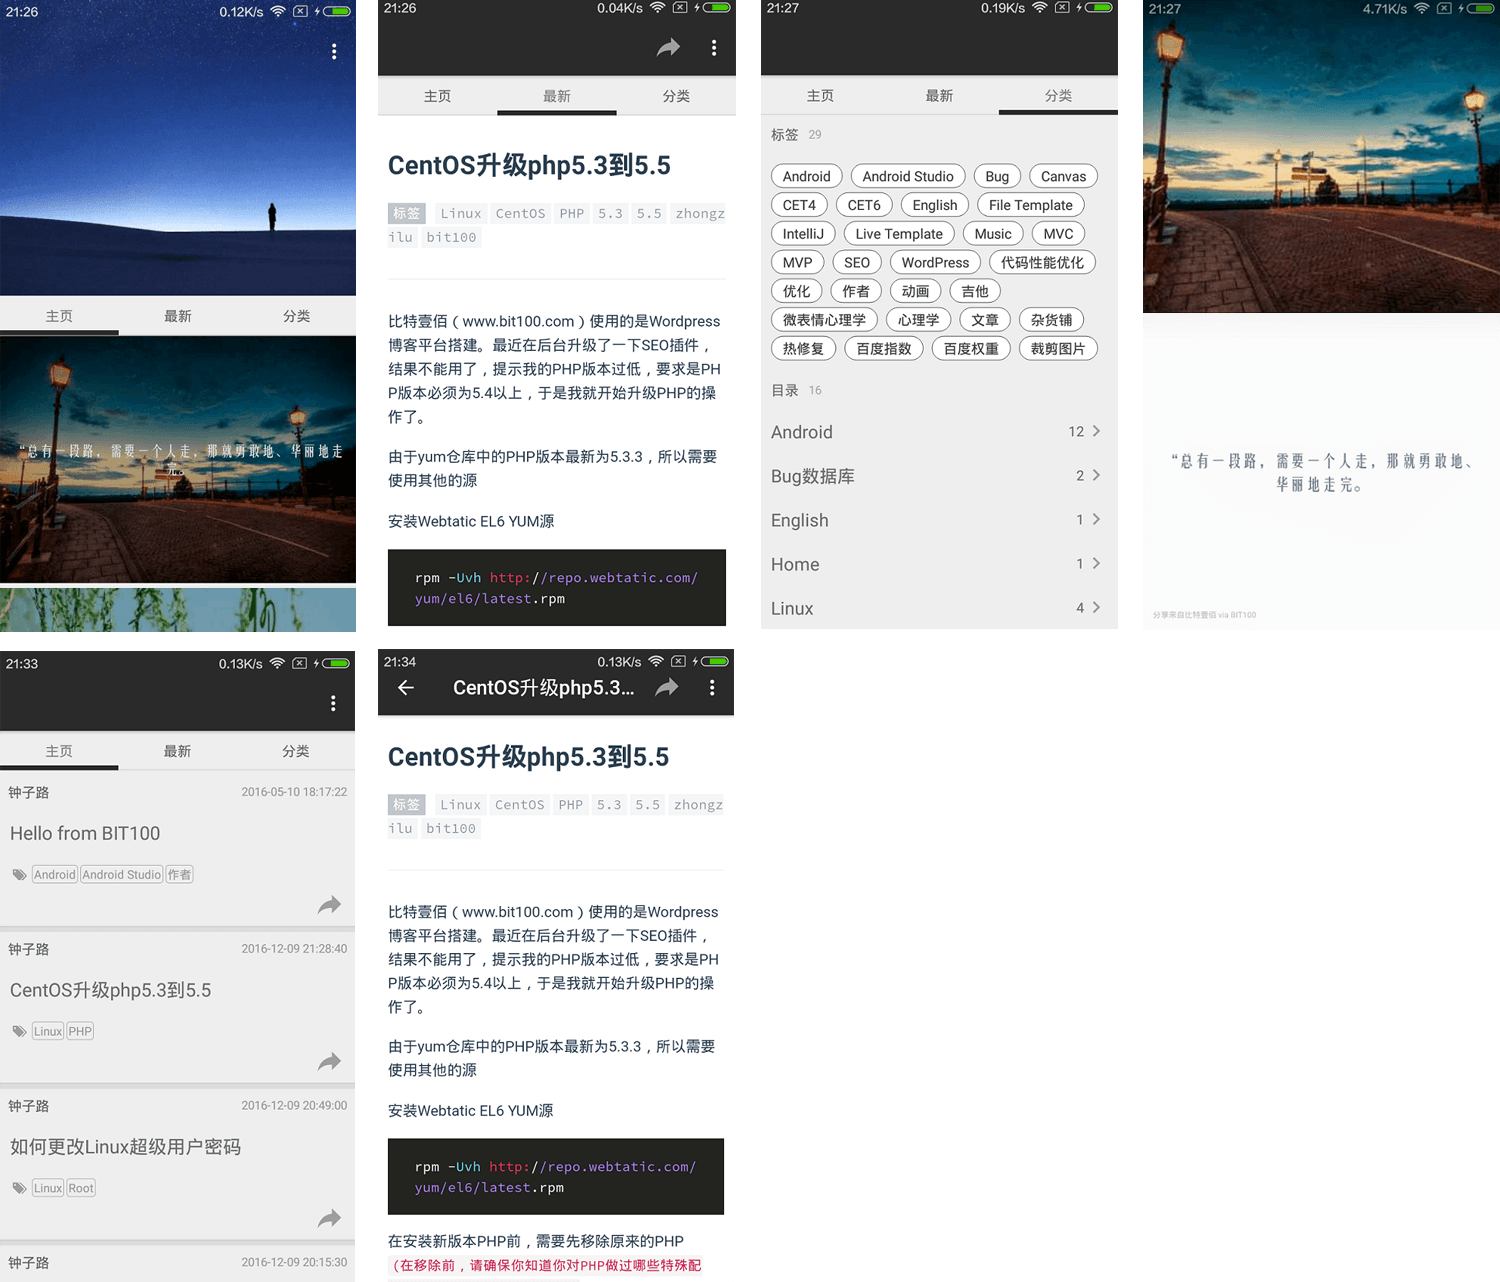 21:26 0.12K/s
主页 最新 分类
“总有一段路，需要一个人走，那就勇敢地、华丽地走
完。
21:26 0.04K/s
主页 最新 分类
CentOS升级php5.3到5.5
标签 Linux CentOS PHP 5.3 5.5 zhongz
ilu bit100
比特壹佰（www.bit100.com）使用的是Wordpress
博客平台搭建。最近在后台升级了一下SEO插件，
结果不能用了，提示我的PHP版本过低，要求是PH
P版本必须为5.4以上，于是我就开始升级PHP的操
作了。
由于yum仓库中的PHP版本最新为5.3.3，所以需要
使用其他的源
安装Webtatic EL6 YUM源
rpm -Uvh http://repo.webtatic.com/
yum/el6/latest.rpm
21:27 0.19K/s
主页 最新 分类
标签 29
Android Android Studio Bug Canvas
CET4 CET6 English File Template
IntelliJ Live Template Music MVC
MVP SEO WordPress 代码性能优化
优化 作者 动画 吉他
微表情心理学 心理学 文章 杂货铺
热修复 百度指数 百度权重 裁剪图片
目录 16
Android 12
Bug数据库 2
English 1
Home 1
Linux 4
21:27 4.71K/s
“总有一段路，需要一个人走，那就勇敢地、
华丽地走完。
分享来自比特壹佰 via BIT100
21:33 0.13K/s
主页 最新 分类
钟子路 2016-05-10 18:17:22
Hello from BIT100
Android Android Studio 作者
钟子路 2016-12-09 21:28:40
CentOS升级php5.3到5.5
Linux PHP
钟子路 2016-12-09 20:49:00
如何更改Linux超级用户密码
Linux Root
钟子路 2016-12-09 20:15:30
21:34 0.13K/s
CentOS升级php5.3...
CentOS升级php5.3到5.5
标签 Linux CentOS PHP 5.3 5.5 zhongz
ilu bit100
比特壹佰（www.bit100.com）使用的是Wordpress
博客平台搭建。最近在后台升级了一下SEO插件，
结果不能用了，提示我的PHP版本过低，要求是PH
P版本必须为5.4以上，于是我就开始升级PHP的操
作了。
由于yum仓库中的PHP版本最新为5.3.3，所以需要
使用其他的源
安装Webtatic EL6 YUM源
rpm -Uvh http://repo.webtatic.com/
yum/el6/latest.rpm
在安装新版本PHP前，需要先移除原来的PHP
（在移除前，请确保你知道你对PHP做过哪些特殊配